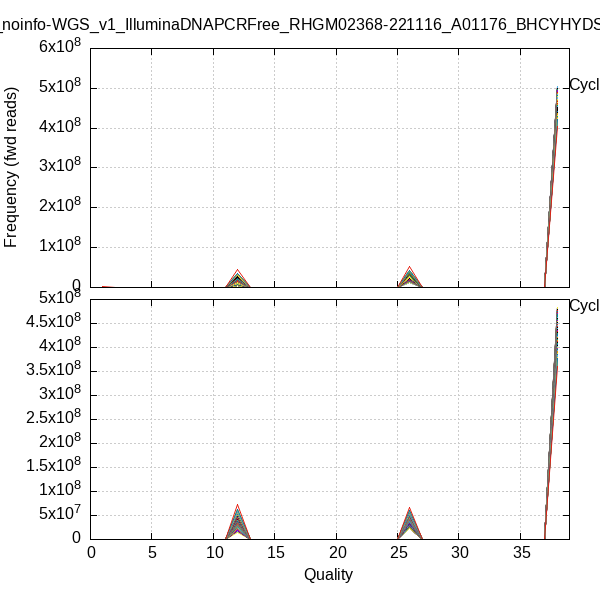 _noinfo-WGS_v1_IlluminaDNAPCRFree_RHGM02368-221116_A01176_BHCYHYDS
6x10^8
5x10^8
4x10^8
3x10^8
2x10^8
1x10^8
0
Frequency (fwd reads)
Cycl
5x10^8
4.5x10^8
4x10^8
3.5x10^8
3x10^8
2.5x10^8
2x10^8
1.5x10^8
1x10^8
5x10^7
0
Cycl
0 5 10 15 20 25 30 35
Quality